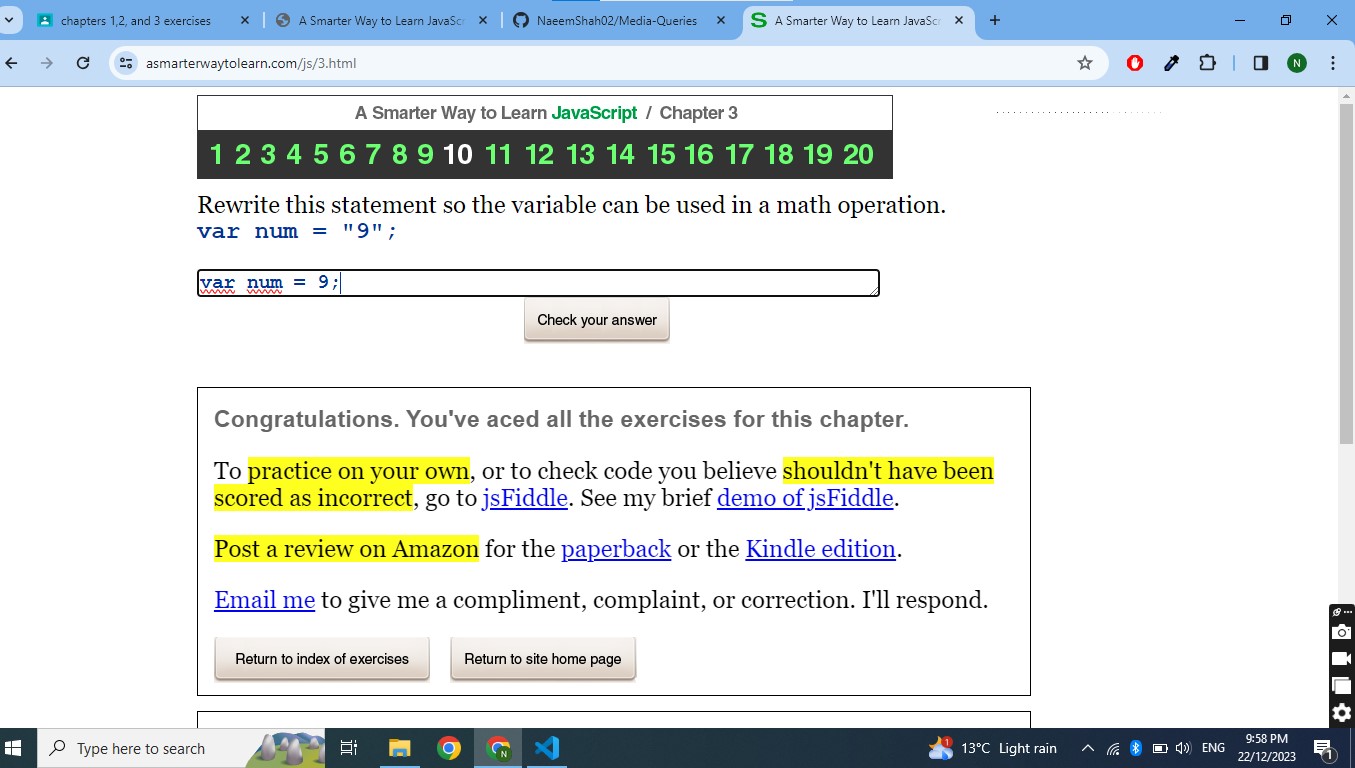 chapters 1,2, and 3 exercises
A Smarter Way to Learn JavaSc
NaeemShah02/Media-Queries
A Smarter Way to Learn JavaSc
asmarterwaytolearn.com/js/3.html
N
A Smarter Way to Learn JavaScript / Chapter 3
1 2 3 4 5 6 7 8 9 10 11 12 13 14 15 16 17 18 19 20
Rewrite this statement so the variable can be used in a math operation.
var num = "9";
var num = 9;
Check your answer
Congratulations. You've aced all the exercises for this chapter.
To practice on your own, or to check code you believe shouldn't have been
scored as incorrect, go to jsFiddle. See my brief demo of jsFiddle.
Post a review on Amazon for the paperback or the Kindle edition.
Email me to give me a compliment, complaint, or correction. I'll respond.
Return to index of exercises
Return to site home page
Type here to search
N
1
13°C Light rain
ENG
9:58 PM
22/12/2023
1